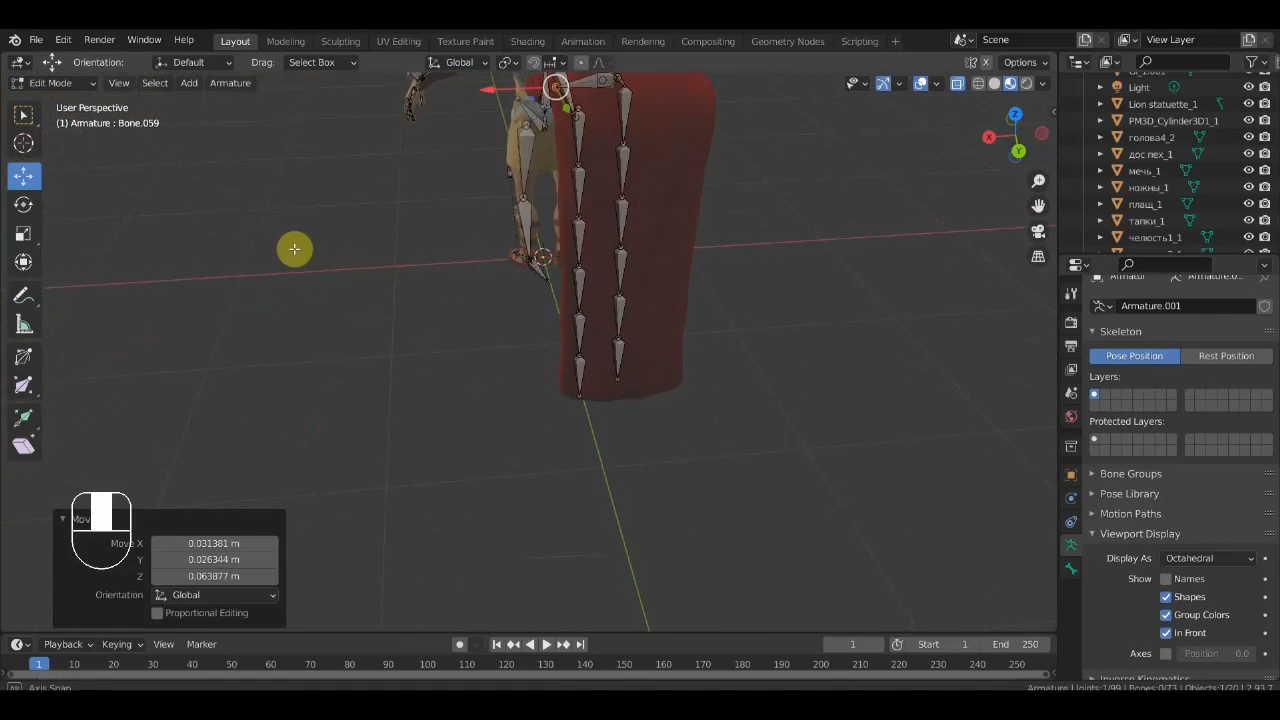 File Edit Render Window Help Layout Modeling Sculpting UV Editing Texture Paint Shading Animation Rendering Compositing Geometry Nodes Scripting + Scene View Layer
Orientation: Default Drag: Select Box Global Options
Edit Mode View Select Add Armature
User Perspective
(1) Armature : Bone.059
X
Y
Z
Light
Lion statuette_1
PM3D_Cylinder3D1_1
голова4_2
дос пех_1
мечь_1
ножны_1
плащ_1
тапки_1
челюсть1_1
Armature.001
Skeleton
Pose Position Rest Position
Layers:
Protected Layers:
Bone Groups
Pose Library
Motion Paths
Viewport Display
Display As Octahedral
Show Names
Shapes
Group Colors
In Front
Axes Position 0.0
Move X 0.031381 m
Y 0.026344 m
Z 0.063877 m
Orientation Global
Proportional Editing
Playback Keying View Marker 1 Start 1 End 250
1 10 20 30 40 50 60 70 80 90 100 110 120 130 140 150 160 170 180 190 200 210 220 230 240 250
Axis Snap